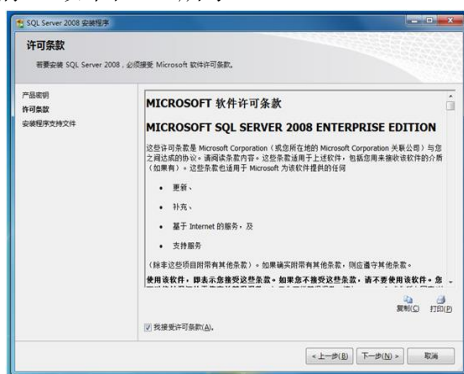 SQL Server 2008 安装程序
许可条款
若要安装 SQL Server 2008，必须接受 Microsoft 软件许可条款。
产品密钥
许可条款
安装程序支持文件
MICROSOFT 软件许可条款
MICROSOFT SQL SERVER 2008 ENTERPRISE EDITION
这些许可条款是 Microsoft Corporation（或您所在地的 Microsoft Corporation 关联公司）与您
之间达成的协议。请阅读条款内容。这些条款适用于上述软件，包括您用来接收该软件的介质
（如果有）。这些条款也适用于 Microsoft 为该软件提供的任何
• 更新、
• 补充、
• 基于 Internet 的服务，及
• 支持服务
（除非这些项目附带有其他条款）。如果确实附带有其他条款，则应遵守其他条款。
使用该软件，即表示您接受这些条款。如果您不接受这些条款，请不要使用该软件。您
复制(C) 打印(P)
我接受许可条款(A)。
<上一步(B) 下一步(N)> 取消